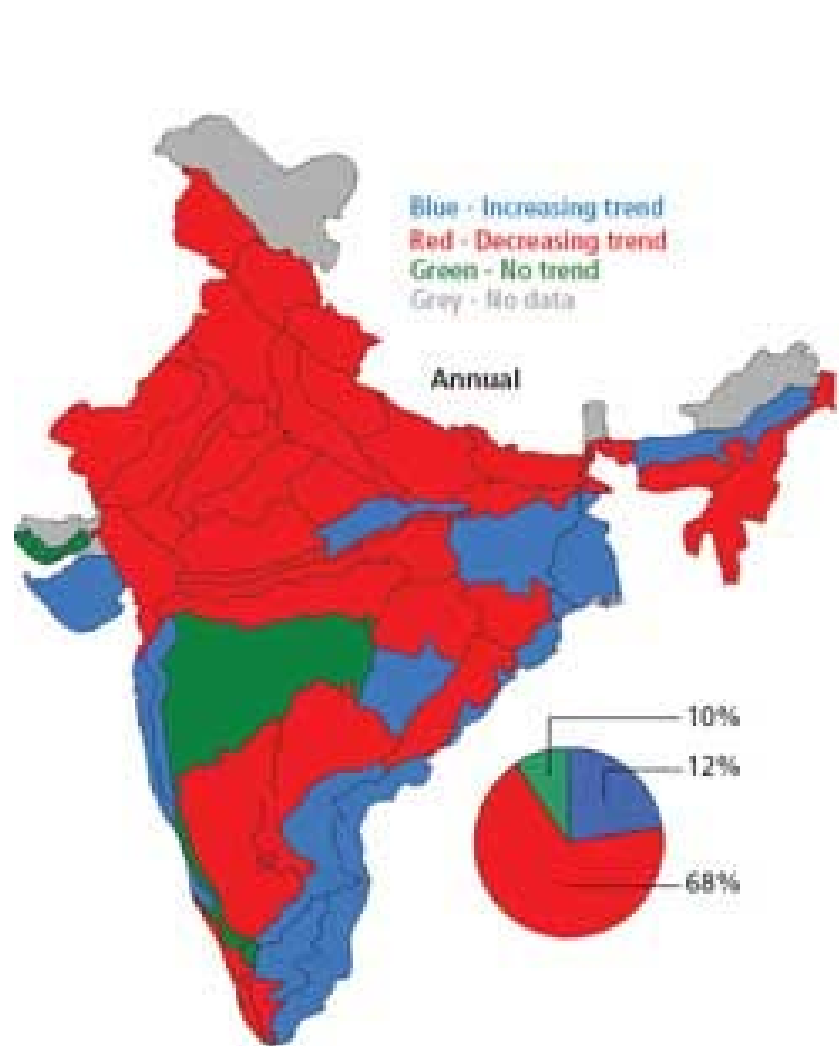 Blue - Increasing trend
Red - Decreasing trend
Green - No trend
Grey - No data
Annual
10%
12%
68%